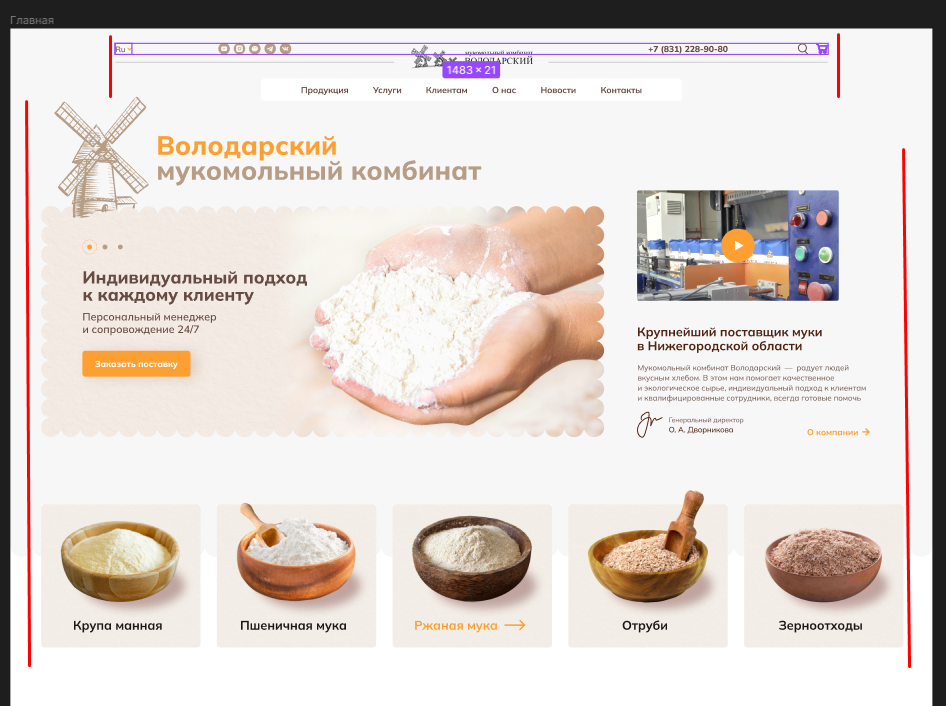 Главная
Ru
+7 (831) 228-90-80
мукомольный комбинат
ВОЛОДАРСКИЙ
1483 × 21
Продукция Услуги Клиентам О нас Новости Контакты
Володарский
мукомольный комбинат
Индивидуальный подход
к каждому клиенту
Персональный менеджер
и сопровождение 24/7
Заказать поставку
Крупнейший поставщик муки
в Нижегородской области
Мукомольный комбинат Володарский — радует людей
вкусным хлебом. В этом нам помогает качественное
и экологическое сырье, индивидуальный подход к клиентам
и квалифицированные сотрудники, всегда готовые помочь
Генеральный директор
О. А. Дворникова
О компании →
Крупа манная
Пшеничная мука
Ржаная мука
Отруби
Зерноотходы